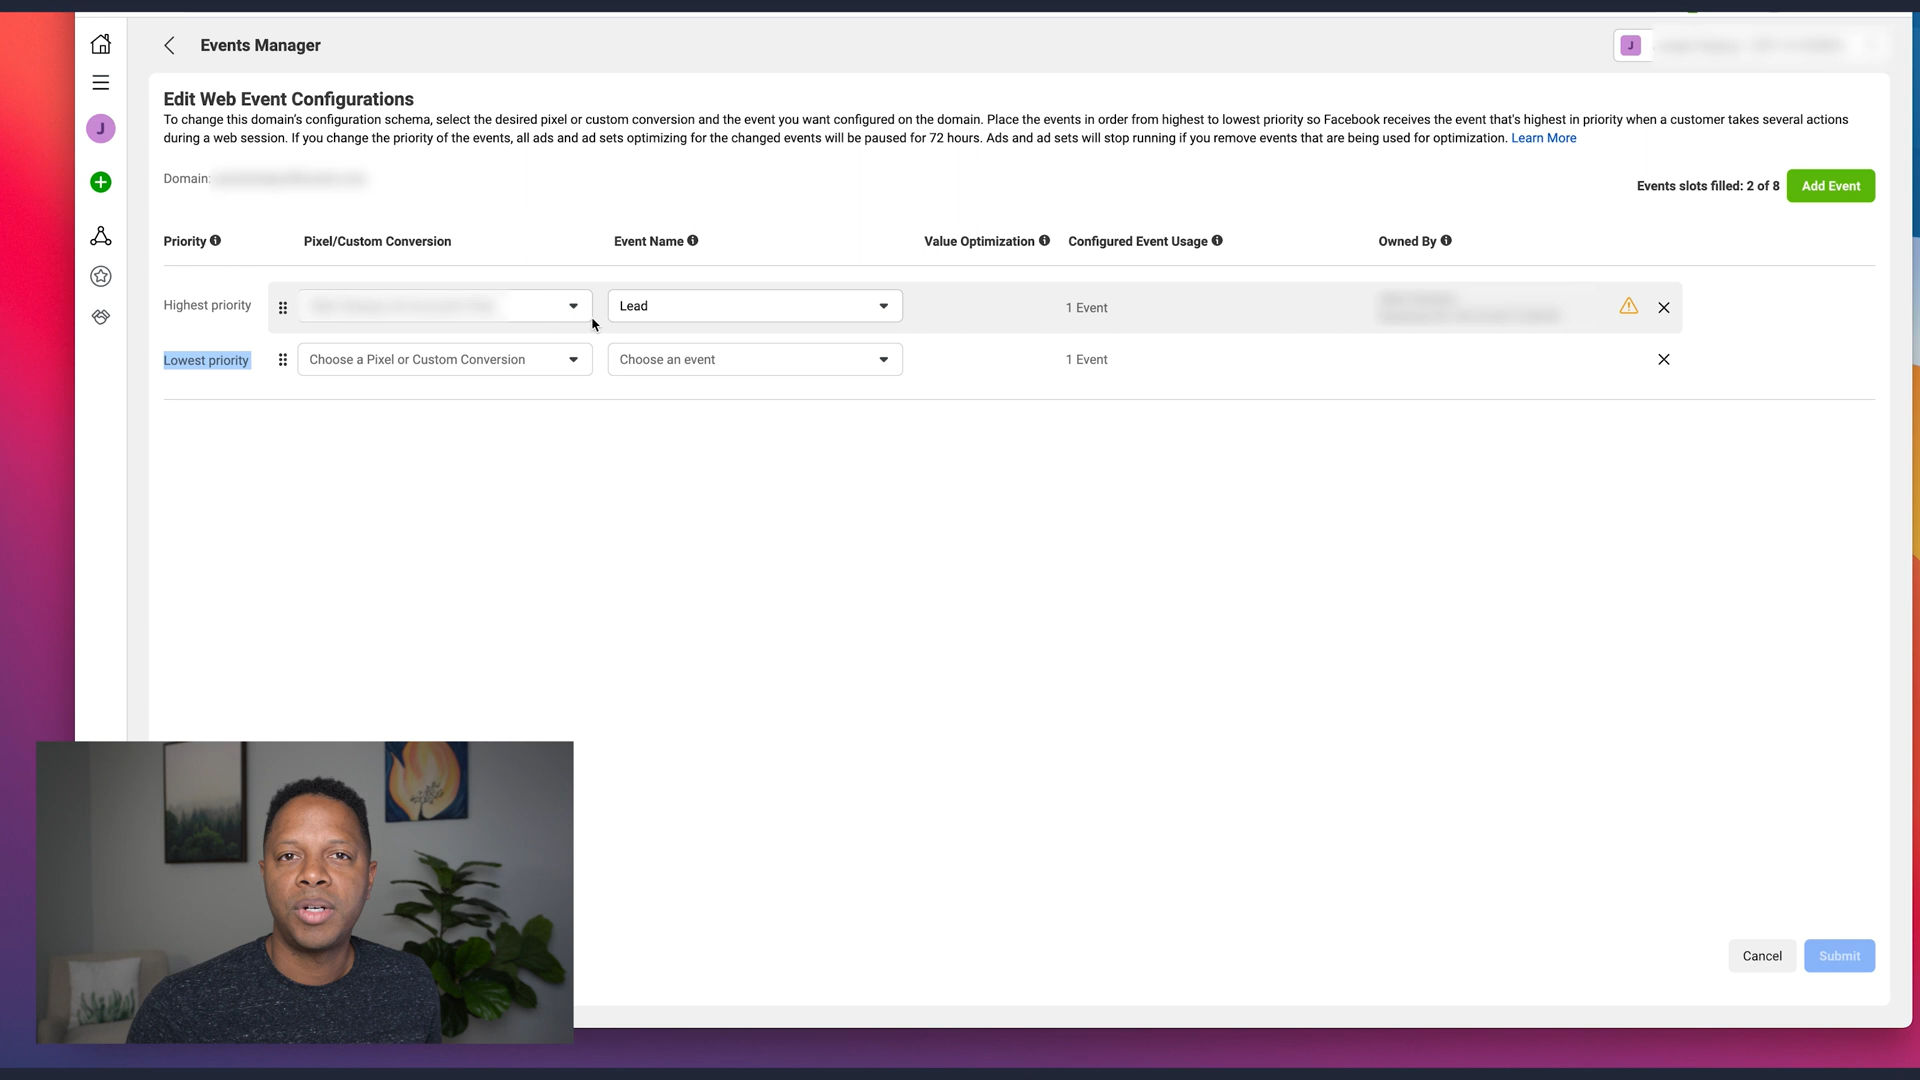 Events Manager
J
Edit Web Event Configurations
To change this domain's configuration schema, select the desired pixel or custom conversion and the event you want configured on the domain. Place the events in order from highest to lowest priority so Facebook receives the event that's highest in priority when a customer takes several actions
during a web session. If you change the priority of the events, all ads and ad sets optimizing for the changed events will be paused for 72 hours. Ads and ad sets will stop running if you remove events that are being used for optimization. Learn More
J
Domain:
Events slots filled: 2 of 8
Add Event
Priority
Pixel/Custom Conversion
Event Name
Value Optimization
Configured Event Usage
Owned By
Highest priority
Lead
1 Event
Lowest priority
Choose a Pixel or Custom Conversion
Choose an event
1 Event
Cancel
Submit